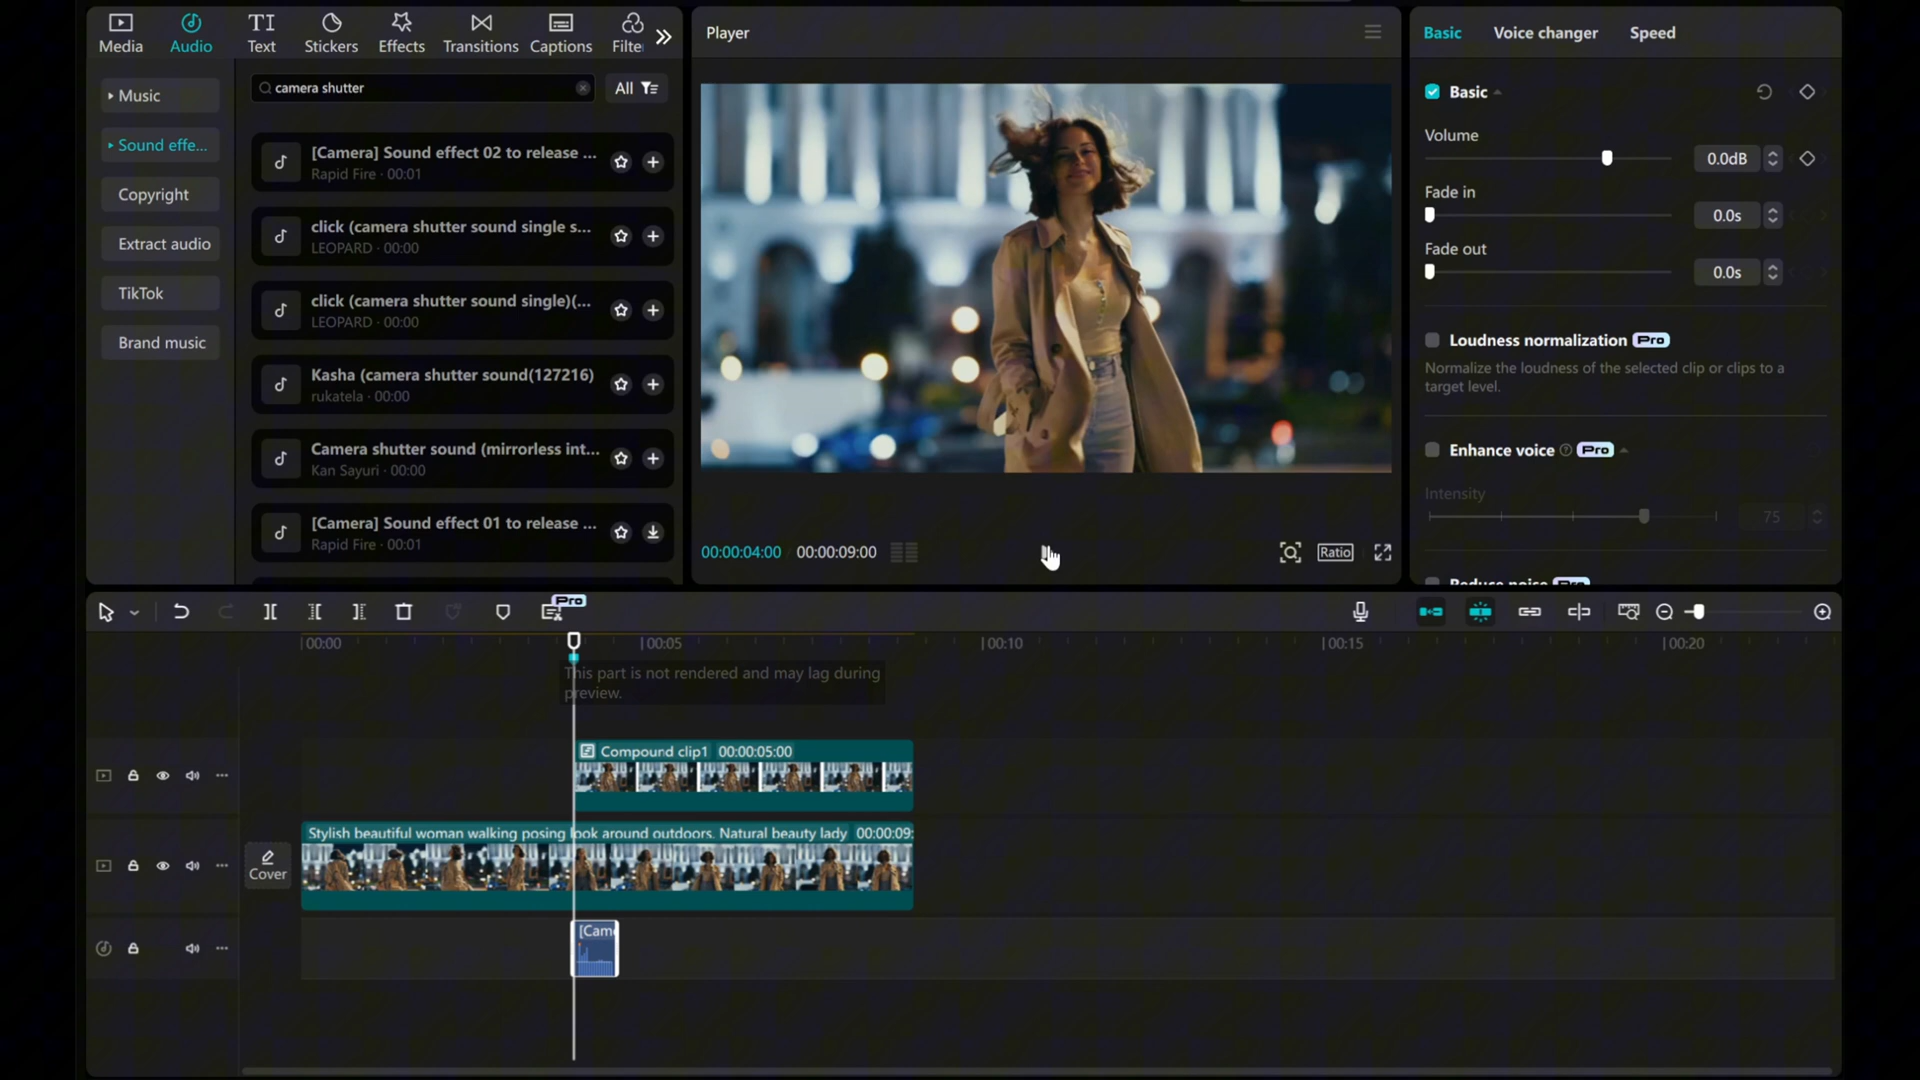 Media
Audio
Text
Stickers
Effects
Transitions
Captions
Filte
Music
Sound effe...
Copyright
Extract audio
TikTok
Brand music
camera shutter
All
[Camera] Sound effect 02 to release ...
Rapid Fire · 00:01
click (camera shutter sound single s...
LEOPARD · 00:00
click (camera shutter sound single)(...
LEOPARD · 00:00
Kasha (camera shutter sound(127216)
rukatela · 00:00
Camera shutter sound (mirrorless int...
Kan Sayuri · 00:00
[Camera] Sound effect 01 to release ...
Rapid Fire · 00:01
Player
00:00:04:00
00:00:09:00
Ratio
Basic
Voice changer
Speed
Basic
Volume
0.0dB
Fade in
0.0s
Fade out
0.0s
Loudness normalization Pro
Normalize the loudness of the selected clip or clips to a
target level.
Enhance voice Pro
Intensity
75
Reduce noise Pro
Pro
00:00
00:05
00:10
00:15
00:20
This part is not rendered and may lag during
preview.
Compound clip1 00:00:05:00
Cover
Stylish beautiful woman walking posing look around outdoors. Natural beauty lady 00:00:09:
[Came